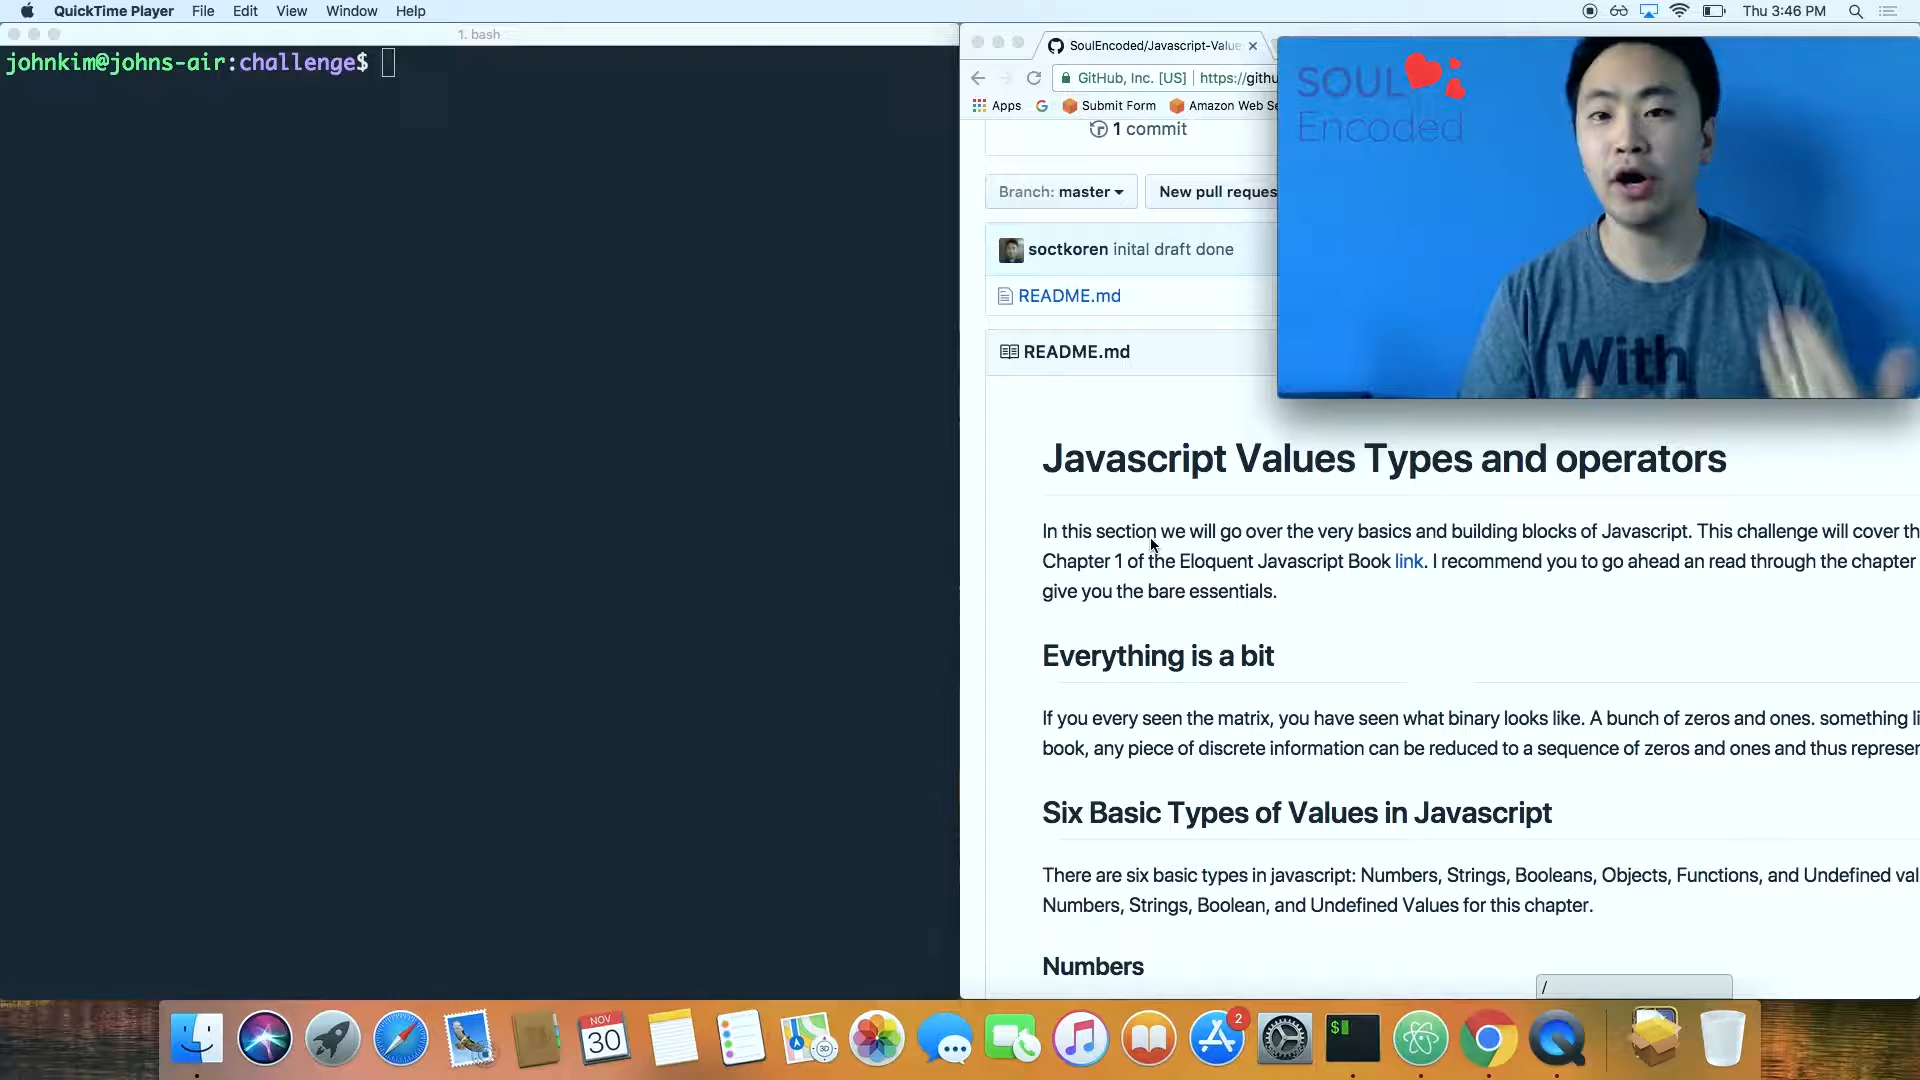 QuickTime Player File Edit View Window Help
Thu 3:46 PM
1. bash
johnkim@johns-air:challenge$
SoulEncoded/Javascript-Value
GitHub, Inc. [US] https://githu
Apps G Submit Form Amazon Web Se
1 commit
Branch: master
New pull reques
soctkoren inital draft done
README.md
README.md
SOUL
Encoded
With
Javascript Values Types and operators
In this section we will go over the very basics and building blocks of Javascript. This challenge will cover th
Chapter 1 of the Eloquent Javascript Book link. I recommend you to go ahead an read through the chapter
give you the bare essentials.
Everything is a bit
If you every seen the matrix, you have seen what binary looks like. A bunch of zeros and ones. something li
book, any piece of discrete information can be reduced to a sequence of zeros and ones and thus represen
Six Basic Types of Values in Javascript
There are six basic types in javascript: Numbers, Strings, Booleans, Objects, Functions, and Undefined val
Numbers, Strings, Boolean, and Undefined Values for this chapter.
Numbers
/
NOV
30
3D
2
$